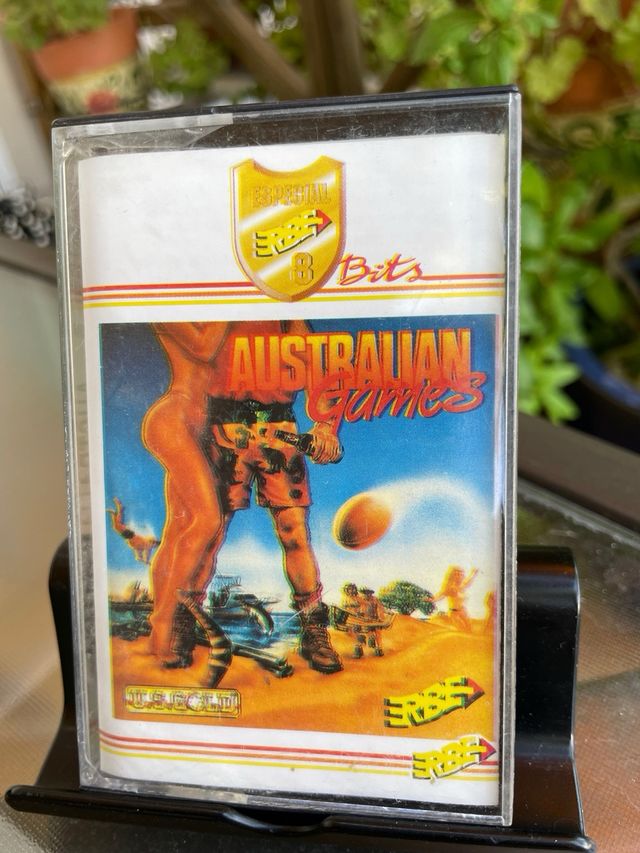 ESPECIAL
ERBE
8
Bits
AUSTRALIAN
Games
U.S.GOLD
ERBE
ERBE